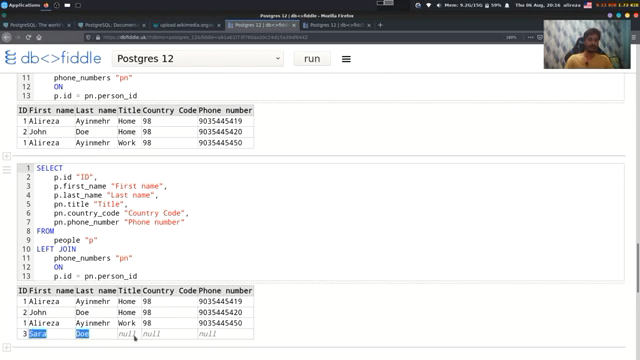 Applications
Mem: 9.2G/15G 59%
Thu 06 Aug, 20:16 alireza
Postgres 12 | db<>fiddle — Mozilla Firefox
PostgreSQL: The world
PostgreSQL: Document
upload.wikimedia.org/
Postgres 12 | db<>fiddle
Postgres 12 | db<>fiddle
db<>fiddle
Postgres 12
run
11 phone_numbers "pn"
12 ON
13 p.id = pn.person_id
ID First name Last name Title Country Code Phone number
1 Alireza Ayinmehr Home 98 9035445419
2 John Doe Home 98 9035445420
1 Alireza Ayinmehr Work 98 9035445450
1 SELECT
2 p.id "ID",
3 p.first_name "First name",
4 p.last_name "Last name",
5 pn.title "Title",
6 pn.country_code "Country Code",
7 pn.phone_number "Phone number"
8 FROM
9 people "p"
10 LEFT JOIN
11 phone_numbers "pn"
12 ON
13 p.id = pn.person_id
ID First name Last name Title Country Code Phone number
1 Alireza Ayinmehr Home 98 9035445419
2 John Doe Home 98 9035445420
1 Alireza Ayinmehr Work 98 9035445450
3 Sara Doe null null null